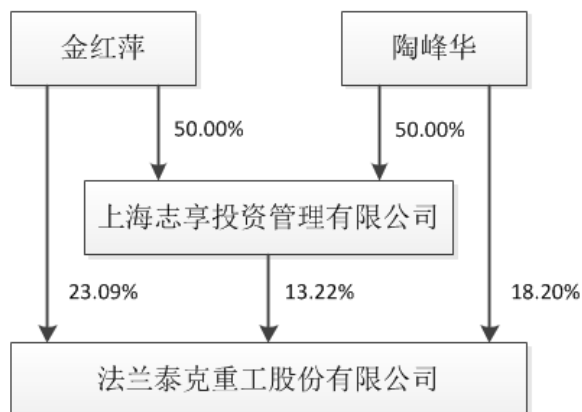 金红萍
陶峰华
50.00%
50.00%
上海志享投资管理有限公司
23.09%
13.22%
18.20%
法兰泰克重工股份有限公司